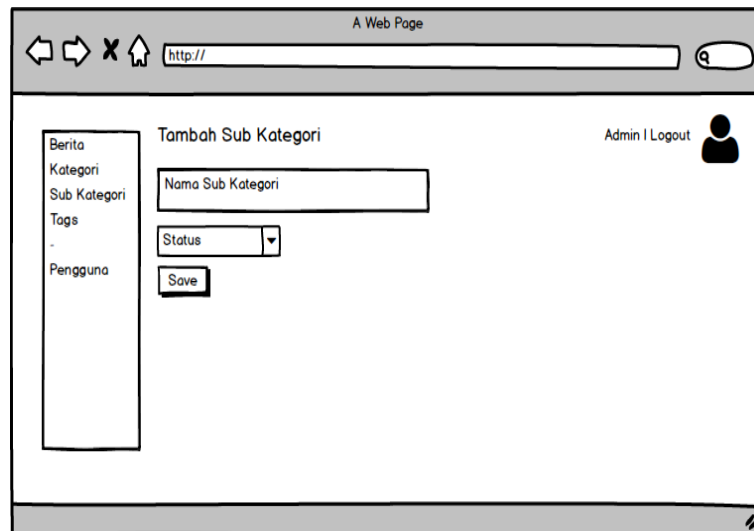 A Web Page
http://
Tambah Sub Kategori
Admin | Logout
Berita
Kategori
Sub Kategori
Tags
-
Pengguna
Nama Sub Kategori
Status
Save